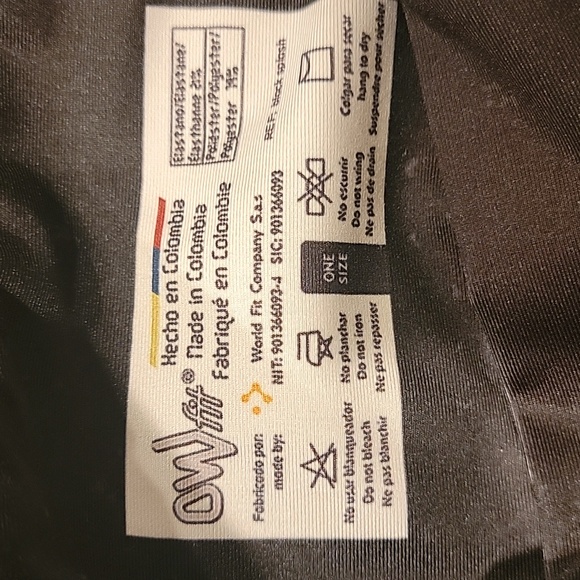 OW)
fit®
Hecho en Colombia
Made in Colombia
Fabriqué en Colombie
Elastano/Elastane/
Élasthanne 21%
Poliéster/Polyester/
Polyester 79%
Fabricado por:
made by:
World Fit Company S.a.s
NIT: 901366093-4 SIC: 901366093
REF: black splash
No usar blanqueador
Do not bleach
Ne pas blanchir
No planchar
Do not iron
Ne pas repasser
ONE
SIZE
No escurrir
Do not wring
Ne pas de drain
Colgar para secar
hang to dry
Suspendre pour sécher